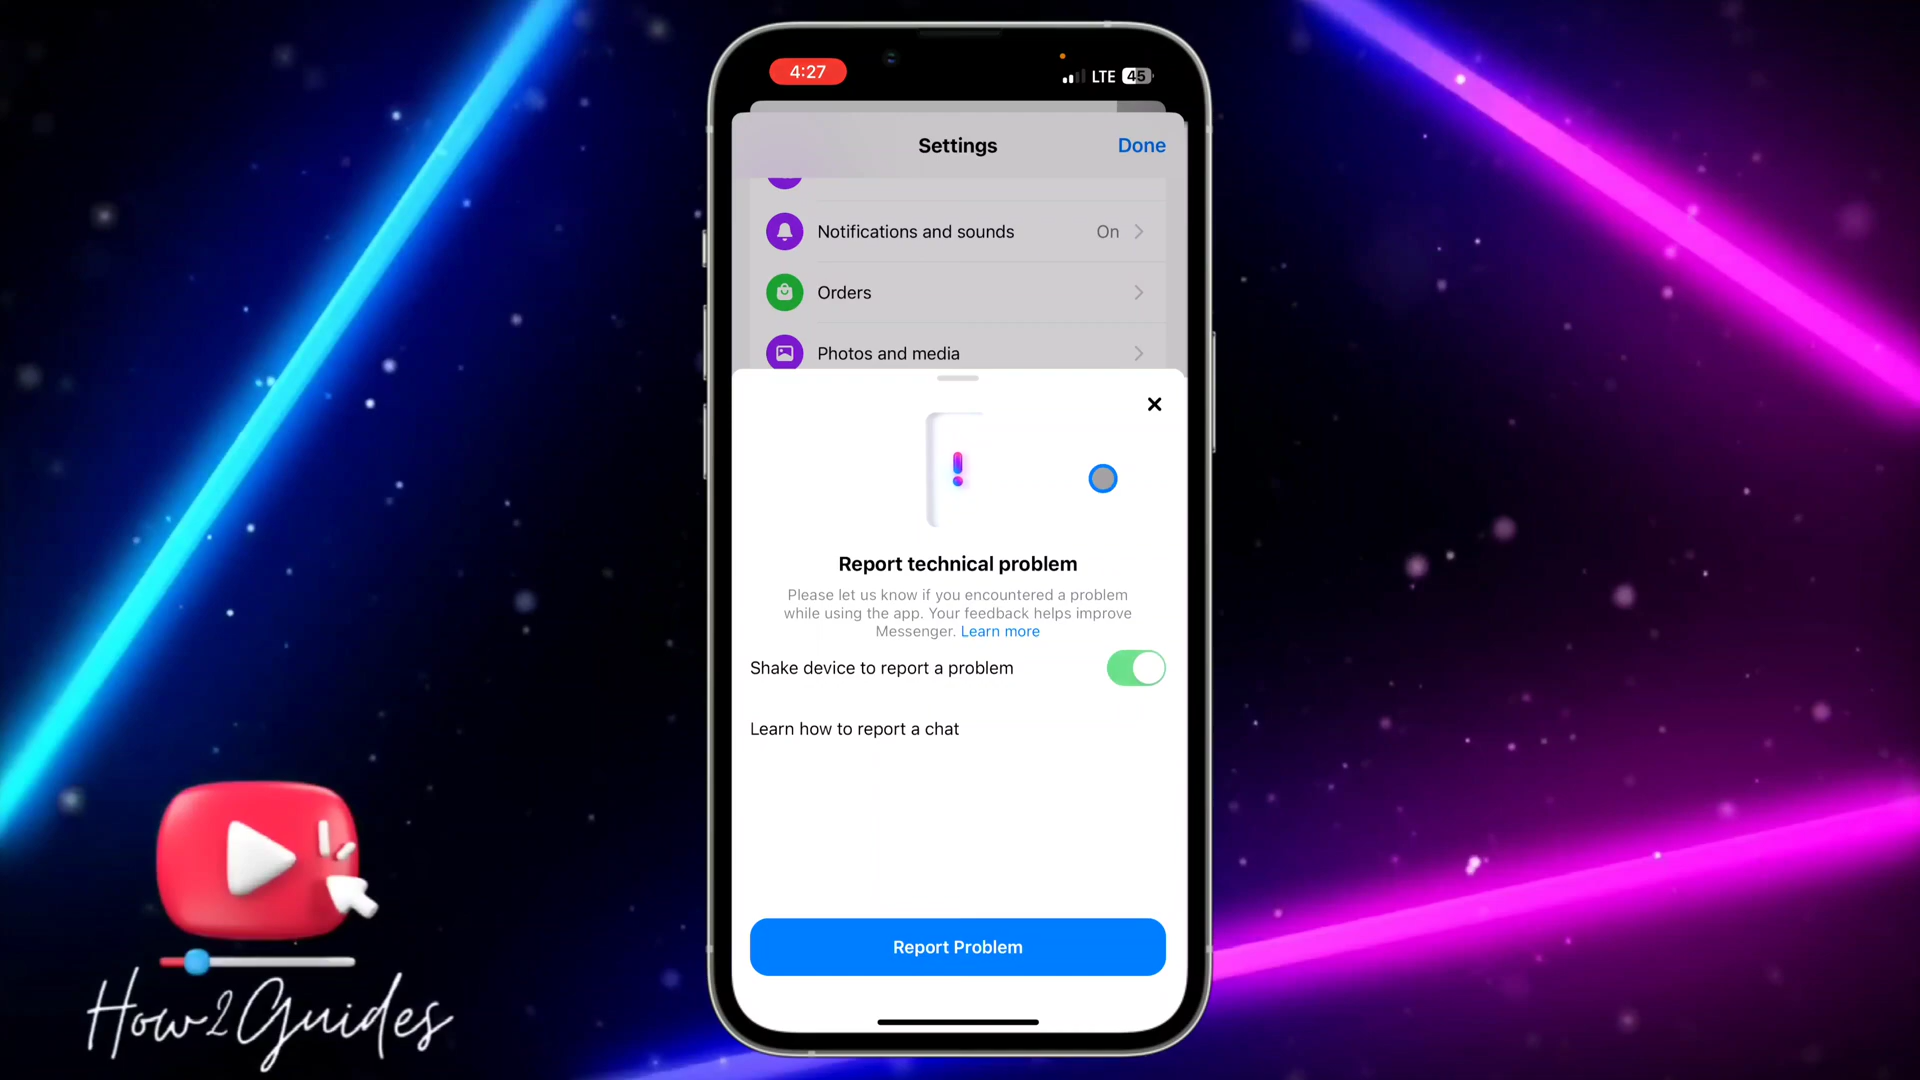 4:27
LTE 45
Settings
Done
Notifications and sounds
On
Orders
Photos and media
Report technical problem
Please let us know if you encountered a problem
while using the app. Your feedback helps improve
Messenger. Learn more
Shake device to report a problem
Learn how to report a chat
Report Problem
How2Guides